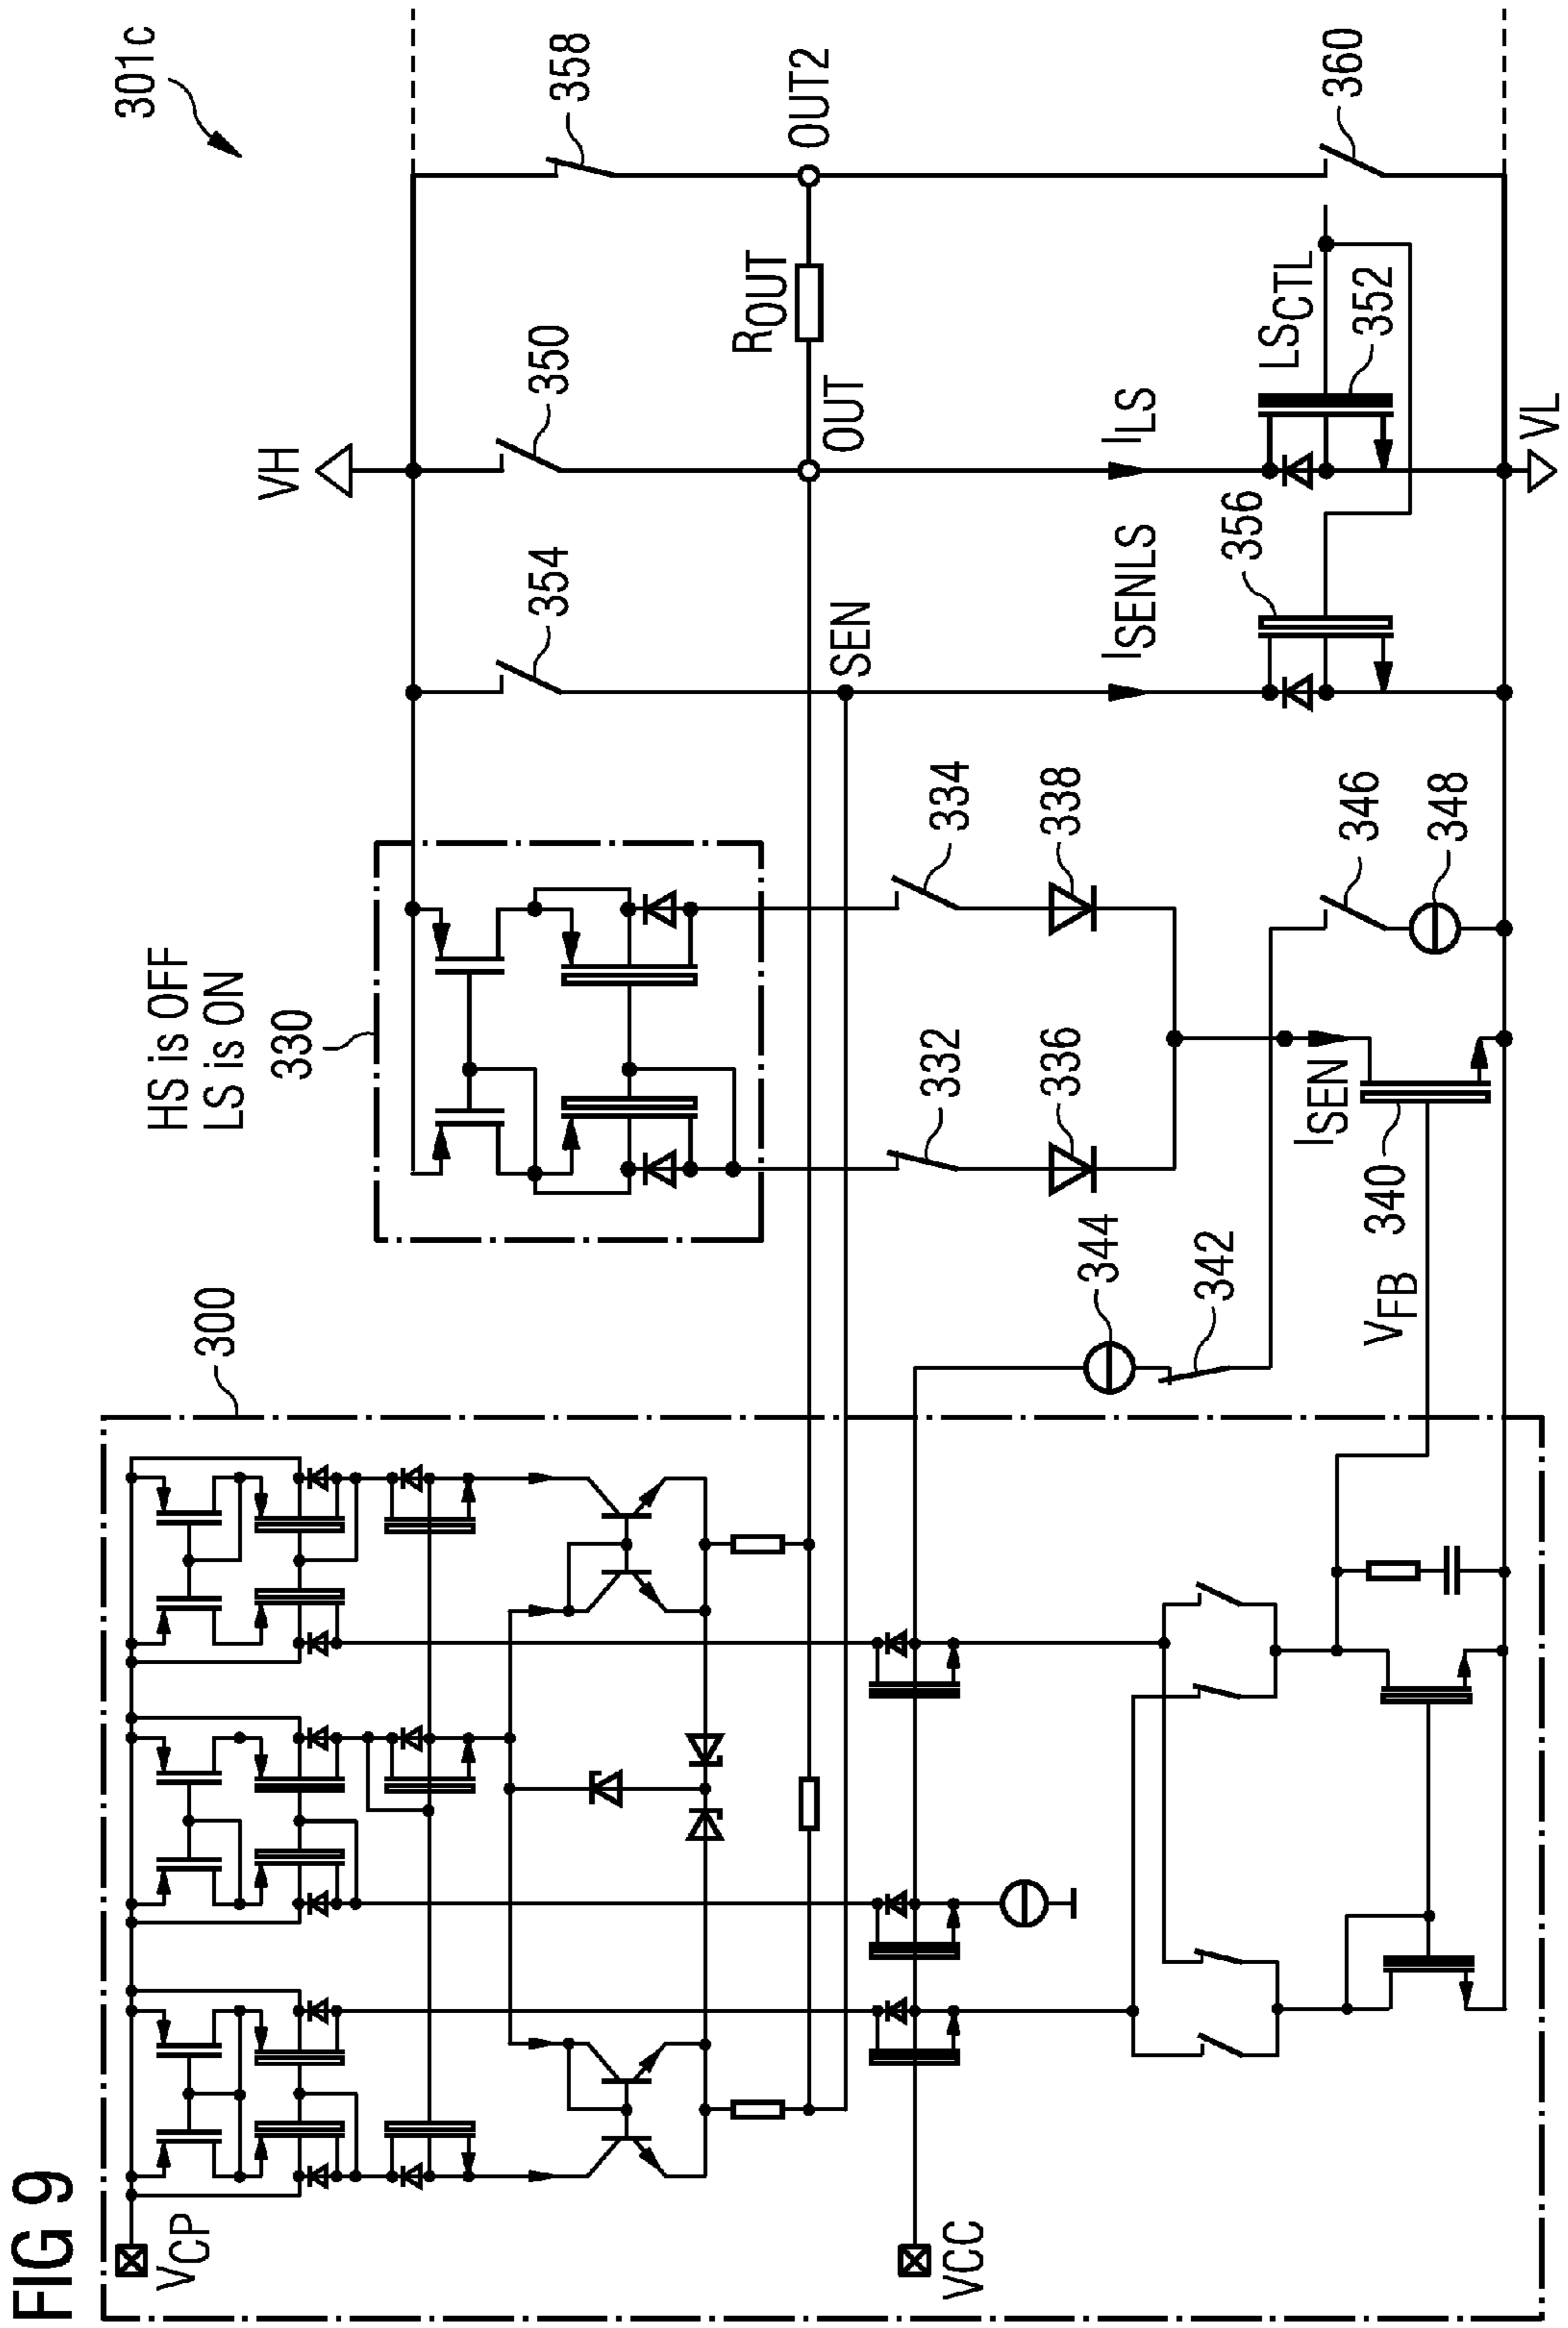 FIG 9
301c
HS is OFF
LS is ON
300
330
VH
358
350
354
VCP
OUT2
ROUT
OUT
SEN
334
332
338
336
344
342
346
348
ISENLS
ILS
356
LSCTL
352
360
VCC
ISEN
340
VFB
VL